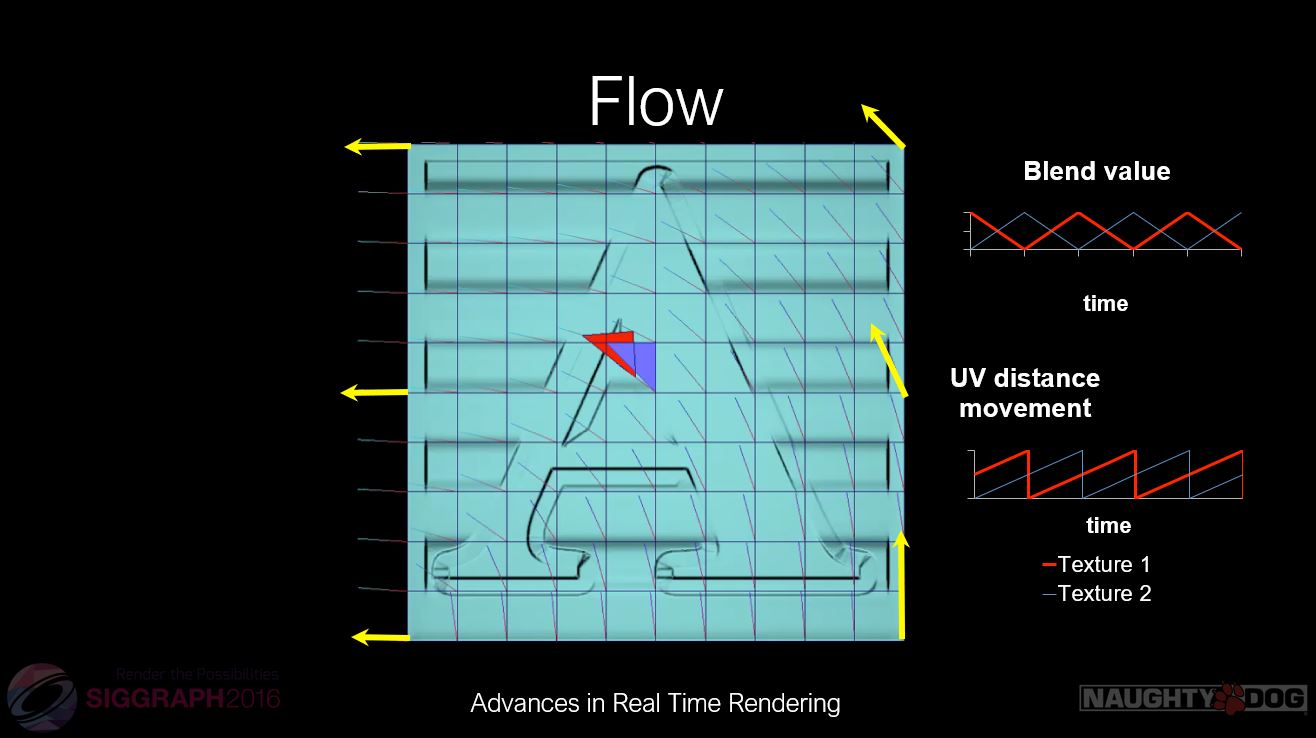 Flow
Blend value
time
UV distance
movement
time
Texture 1
Texture 2
Render the Possibilities
SIGGRAPH2016
Advances in Real Time Rendering
NAUGHTY DOG